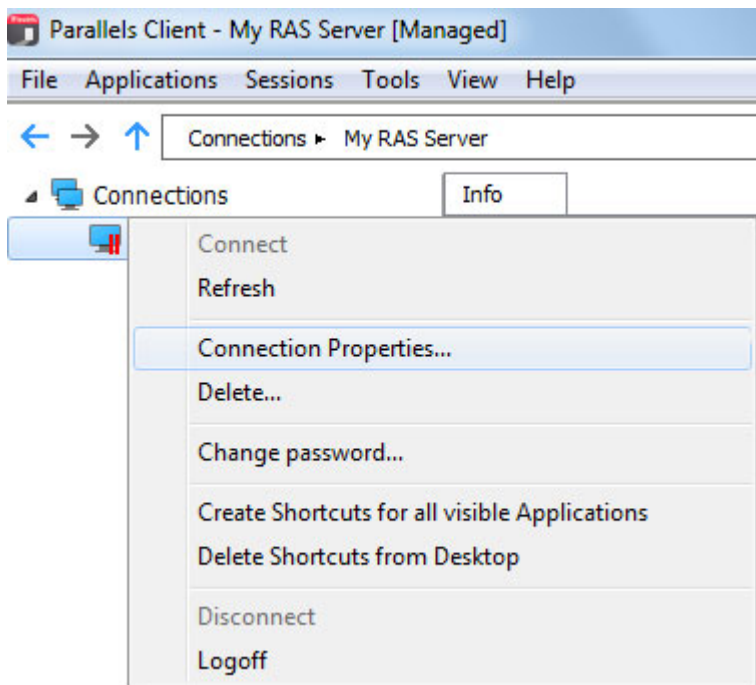 Parallels Client - My RAS Server [Managed]
File Applications Sessions Tools View Help
Connections ▸ My RAS Server
Connections
Info
Connect
Refresh
Connection Properties...
Delete...
Change password...
Create Shortcuts for all visible Applications
Delete Shortcuts from Desktop
Disconnect
Logoff